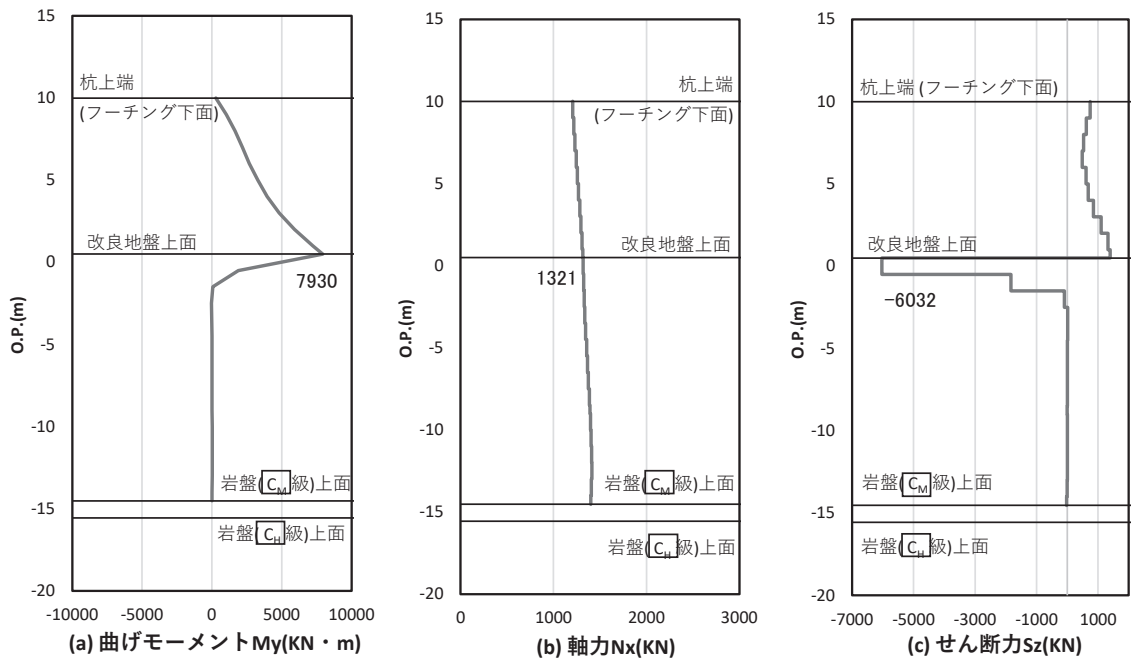 15
杭上端
10
(フーチング下面)
5
改良地盤上面
0
7930
-5
-10
岩盤(CM級)上面
-15
岩盤(CH級)上面
-20
-10000 -5000 0 5000 10000
O.P.(m)
(a) 曲げモーメントMy(KN・m)
15
杭上端
10
(フーチング下面)
5
改良地盤上面
0
1321
-5
-10
岩盤(CM級)上面
-15
岩盤(CH級)上面
-20
0 1000 2000 3000
O.P.(m)
(b) 軸力Nx(KN)
15
杭上端 (フーチング下面)
10
5
改良地盤上面
0
-6032
-5
-10
岩盤(CM級)上面
-15
岩盤(CH級)上面
-20
-7000 -5000 -3000 -1000 1000
O.P.(m)
(c) せん断力Sz(KN)